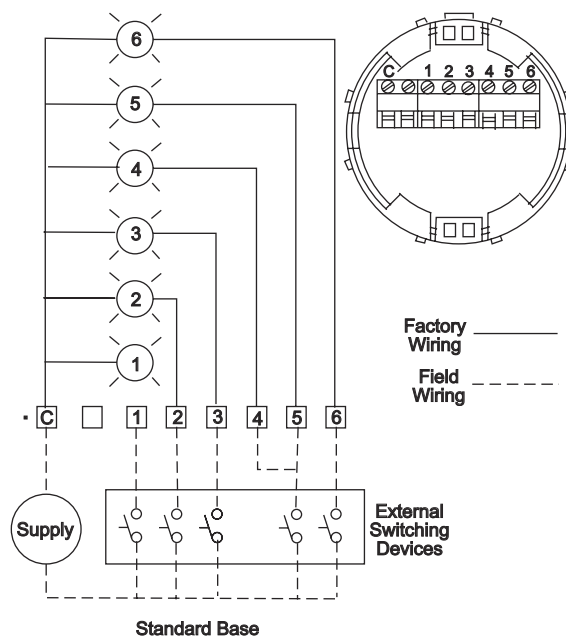 6
C 1 2 3 4 5 6
5
4
3
2
1
Factory
Wiring
Field
Wiring
C 1 2 3 4 5 6
Supply
External
Switching
Devices
Standard Base